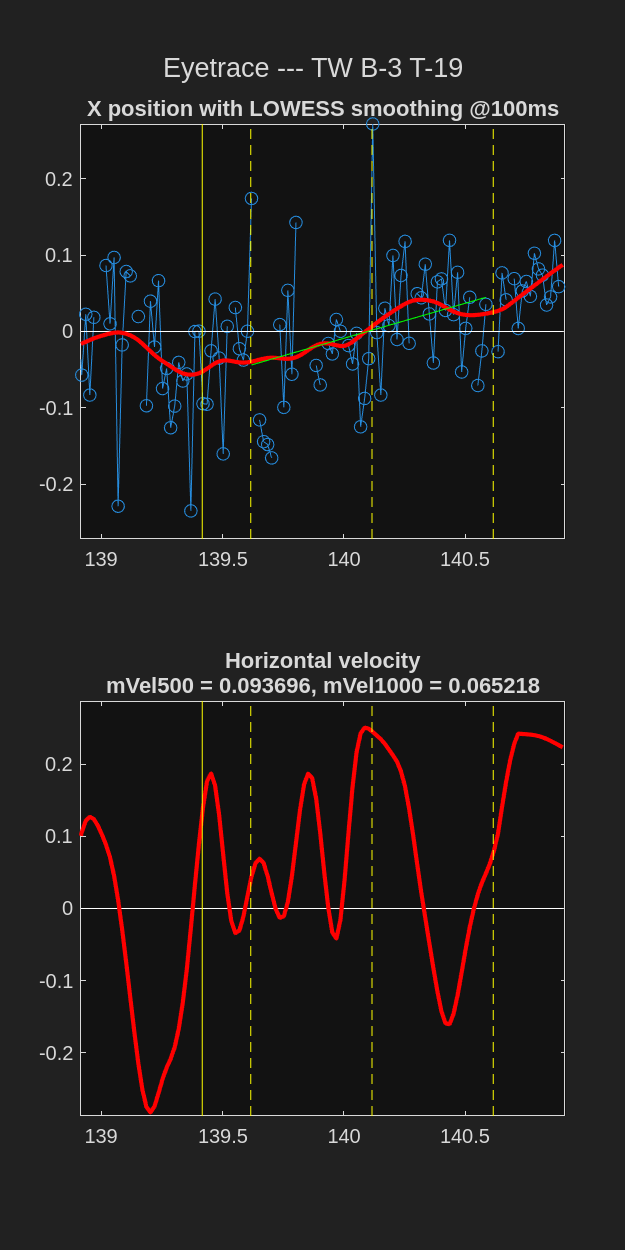 Eyetrace --- TW B-3 T-19
X position with LOWESS smoothing @100ms
0.2
0.1
0
-0.1
-0.2
139 139.5 140 140.5
Horizontal velocity
mVel500 = 0.093696, mVel1000 = 0.065218
0.2
0.1
0
-0.1
-0.2
139 139.5 140 140.5